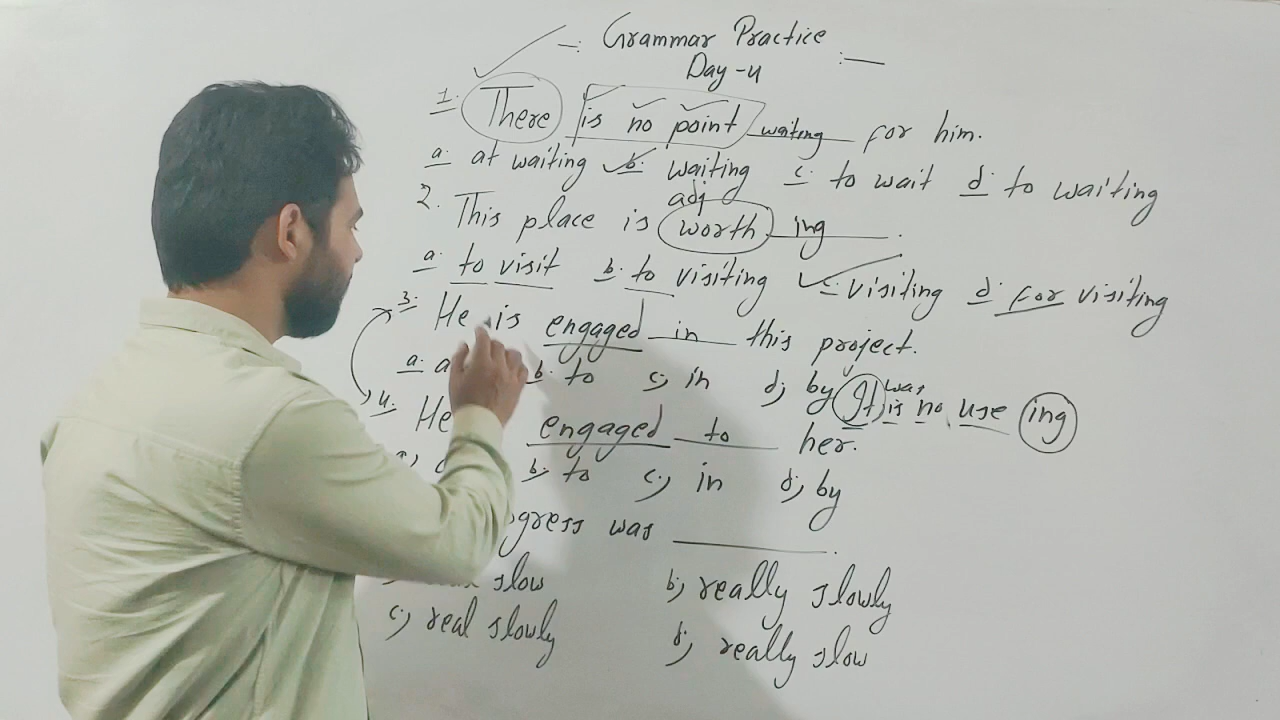 -: Grammar Practice :-
Day-4
1. There is no point waiting for him.
a. at waiting b. waiting c. to wait d. to waiting
adj
2. This place is worth ing .
a. to visit b. to visiting c. visiting d. for visiting
3. He is engaged in this project.
a. b. to c) in d) by
was
It is no use ing
4. He engaged to her.
b) to c) in d) by
was .
slow b) really slowly
c) real slowly d) really slow